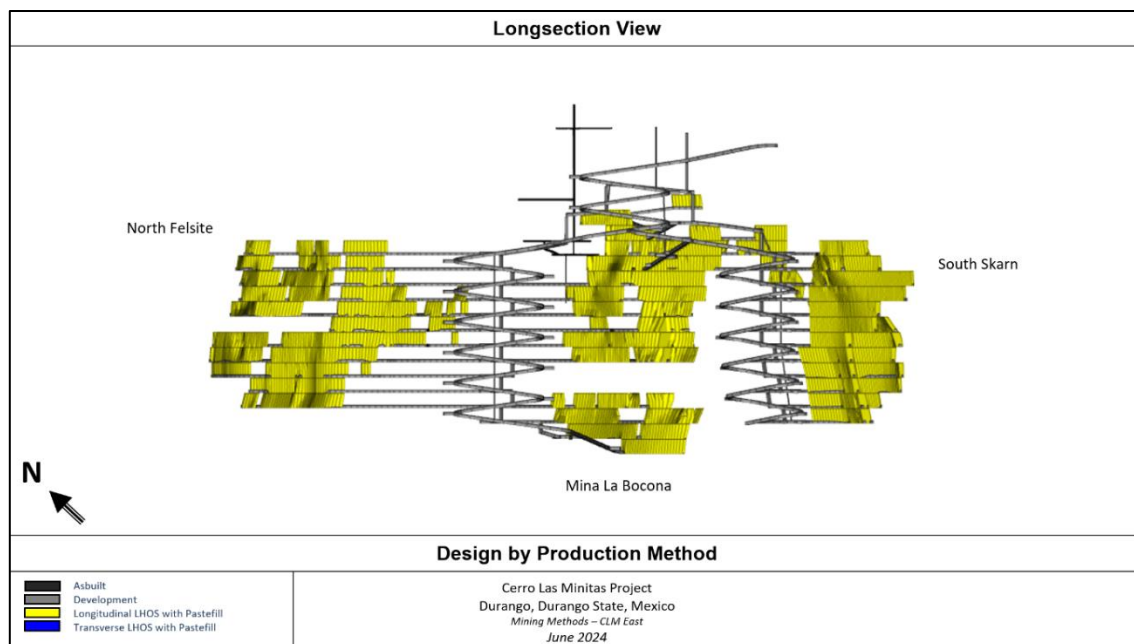 Longsection View
North Felsite
South Skarn
Mina La Bocona
N
Design by Production Method
Asbuilt
Development
Longitudinal LHOS with Pastefill
Transverse LHOS with Pastefill
Cerro Las Minitas Project
Durango, Durango State, Mexico
Mining Methods – CLM East
June 2024